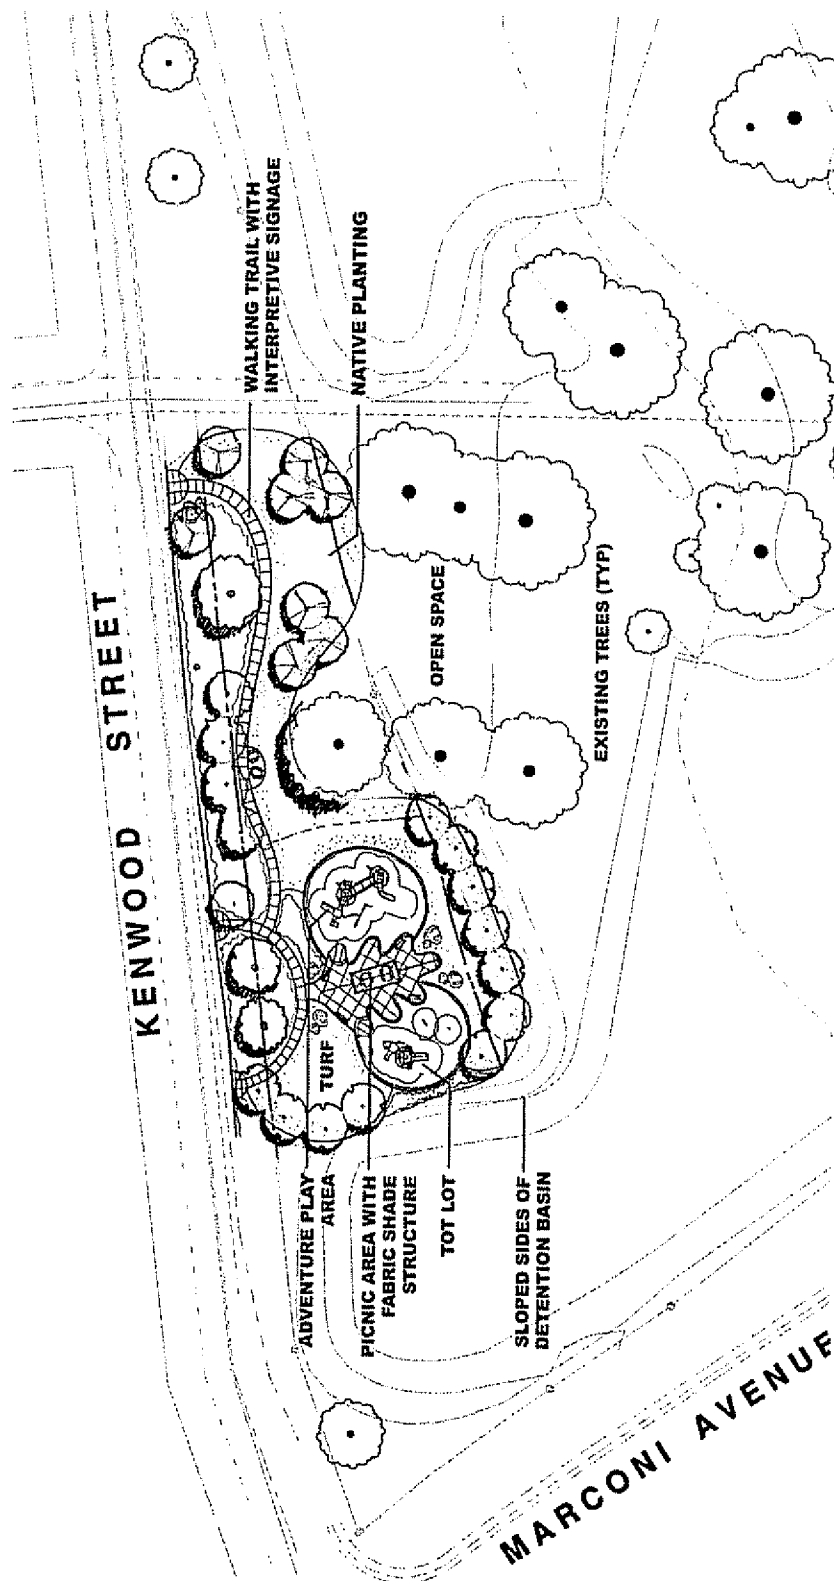 KENWOOD STREET
WALKING TRAIL WITH
INTERPRETIVE SIGNAGE
NATIVE PLANTING
OPEN SPACE
EXISTING TREES (TYP)
TURF
ADVENTURE PLAY
AREA
PICNIC AREA WITH
FABRIC SHADE
STRUCTURE
TOT LOT
SLOPED SIDES OF
DETENTION BASIN
MARCONI AVENUE